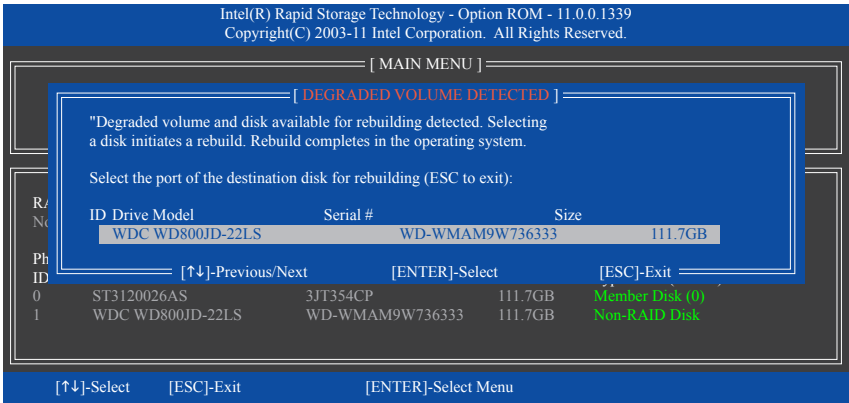 Intel(R) Rapid Storage Technology - Option ROM - 11.0.0.1339
Copyright(C) 2003-11 Intel Corporation. All Rights Reserved.
[ MAIN MENU ]
[ DEGRADED VOLUME DETECTED ]
"Degraded volume and disk available for rebuilding detected. Selecting
a disk initiates a rebuild. Rebuild completes in the operating system.
Select the port of the destination disk for rebuilding (ESC to exit):
ID Drive Model Serial # Size
WDC WD800JD-22LS WD-WMAM9W736333 111.7GB
[↑↓]-Previous/Next [ENTER]-Select [ESC]-Exit
ID
0 ST3120026AS 3JT354CP 111.7GB Member Disk (0)
1 WDC WD800JD-22LS WD-WMAM9W736333 111.7GB Non-RAID Disk
[↑↓]-Select [ESC]-Exit [ENTER]-Select Menu